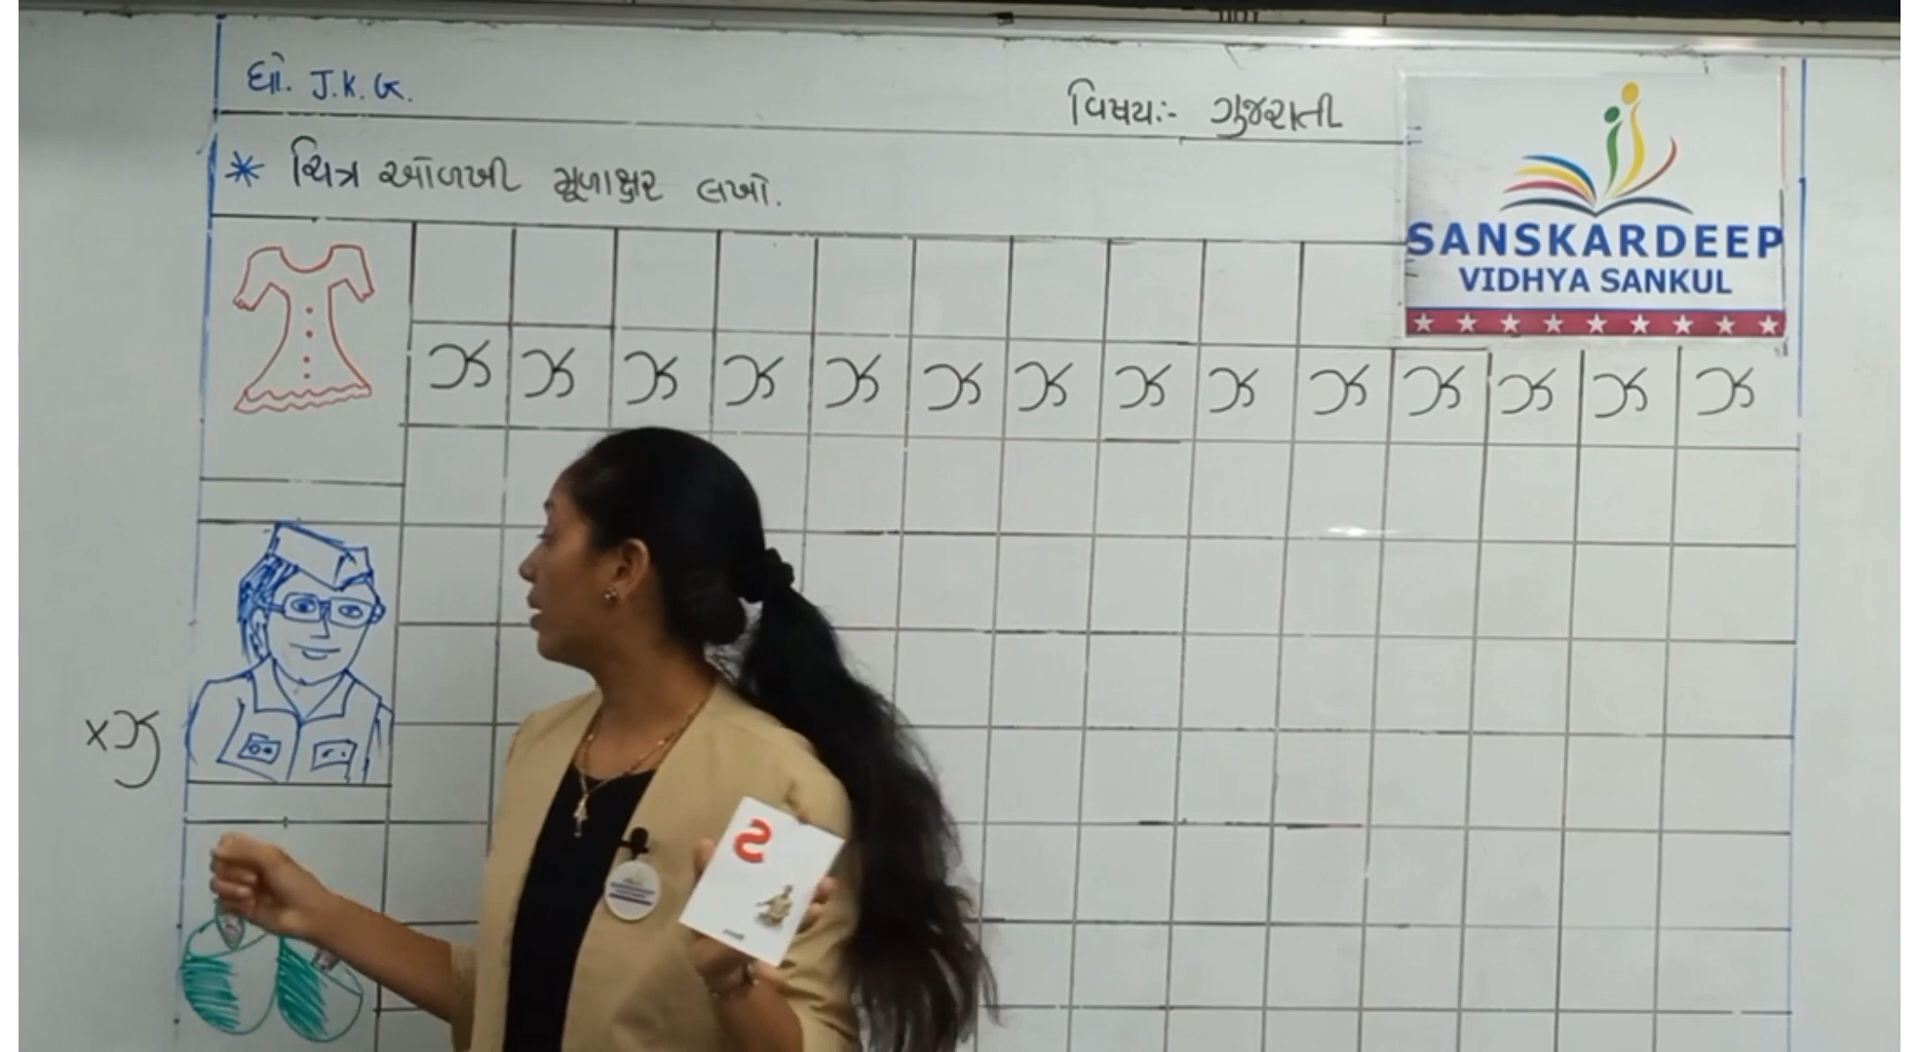 ધો. J.K.G.
વિષય:- ગુજરાતી
* ચિત્ર ઓળખી મૂળાક્ષર લખો.
SANSKARDEEP
VIDHYA SANKUL
ઝ ઝ ઝ ઝ ઝ ઝ ઝ ઝ ઝ ઝ ઝ ઝ ઝ ઝ
x ઝ
ડ